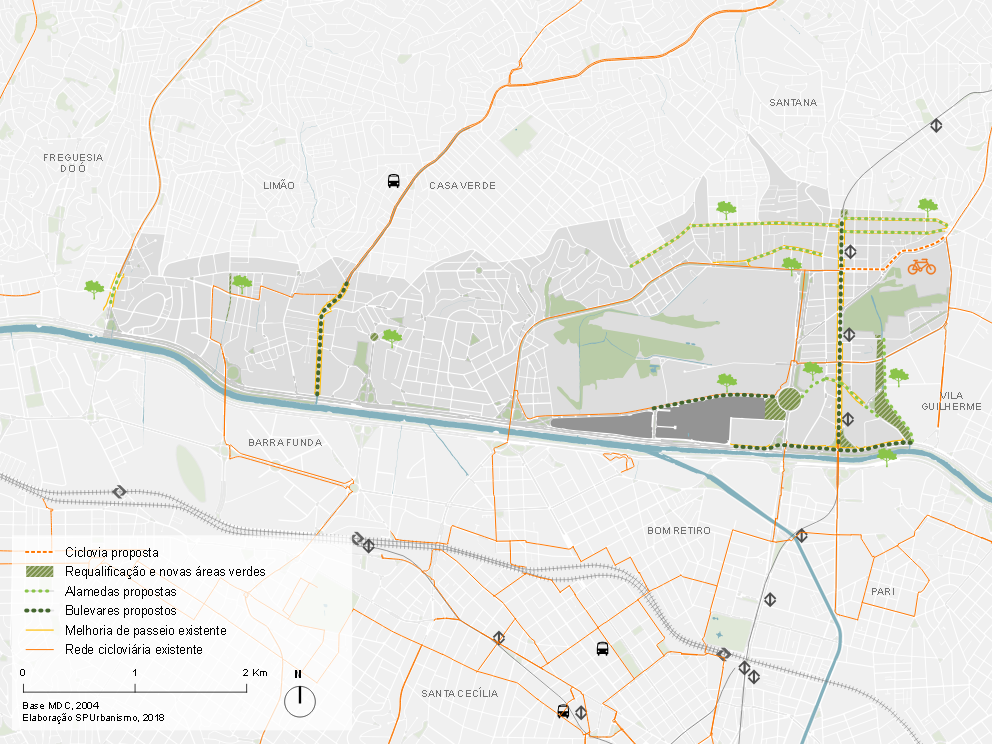 SANTANA
FREGUESIA
DO Ó
LIMÃO
CASA VERDE
VILA
GUILHERME
BARRA FUNDA
BOM RETIRO
PARI
SANTA CECÍLIA
Ciclovia proposta
Requalificação e novas áreas verdes
Alamedas propostas
Bulevares propostos
Melhoria de passeio existente
Rede cicloviária existente
0 1 2 Km
Base MDC, 2004
Elaboração SPUrbanismo, 2018